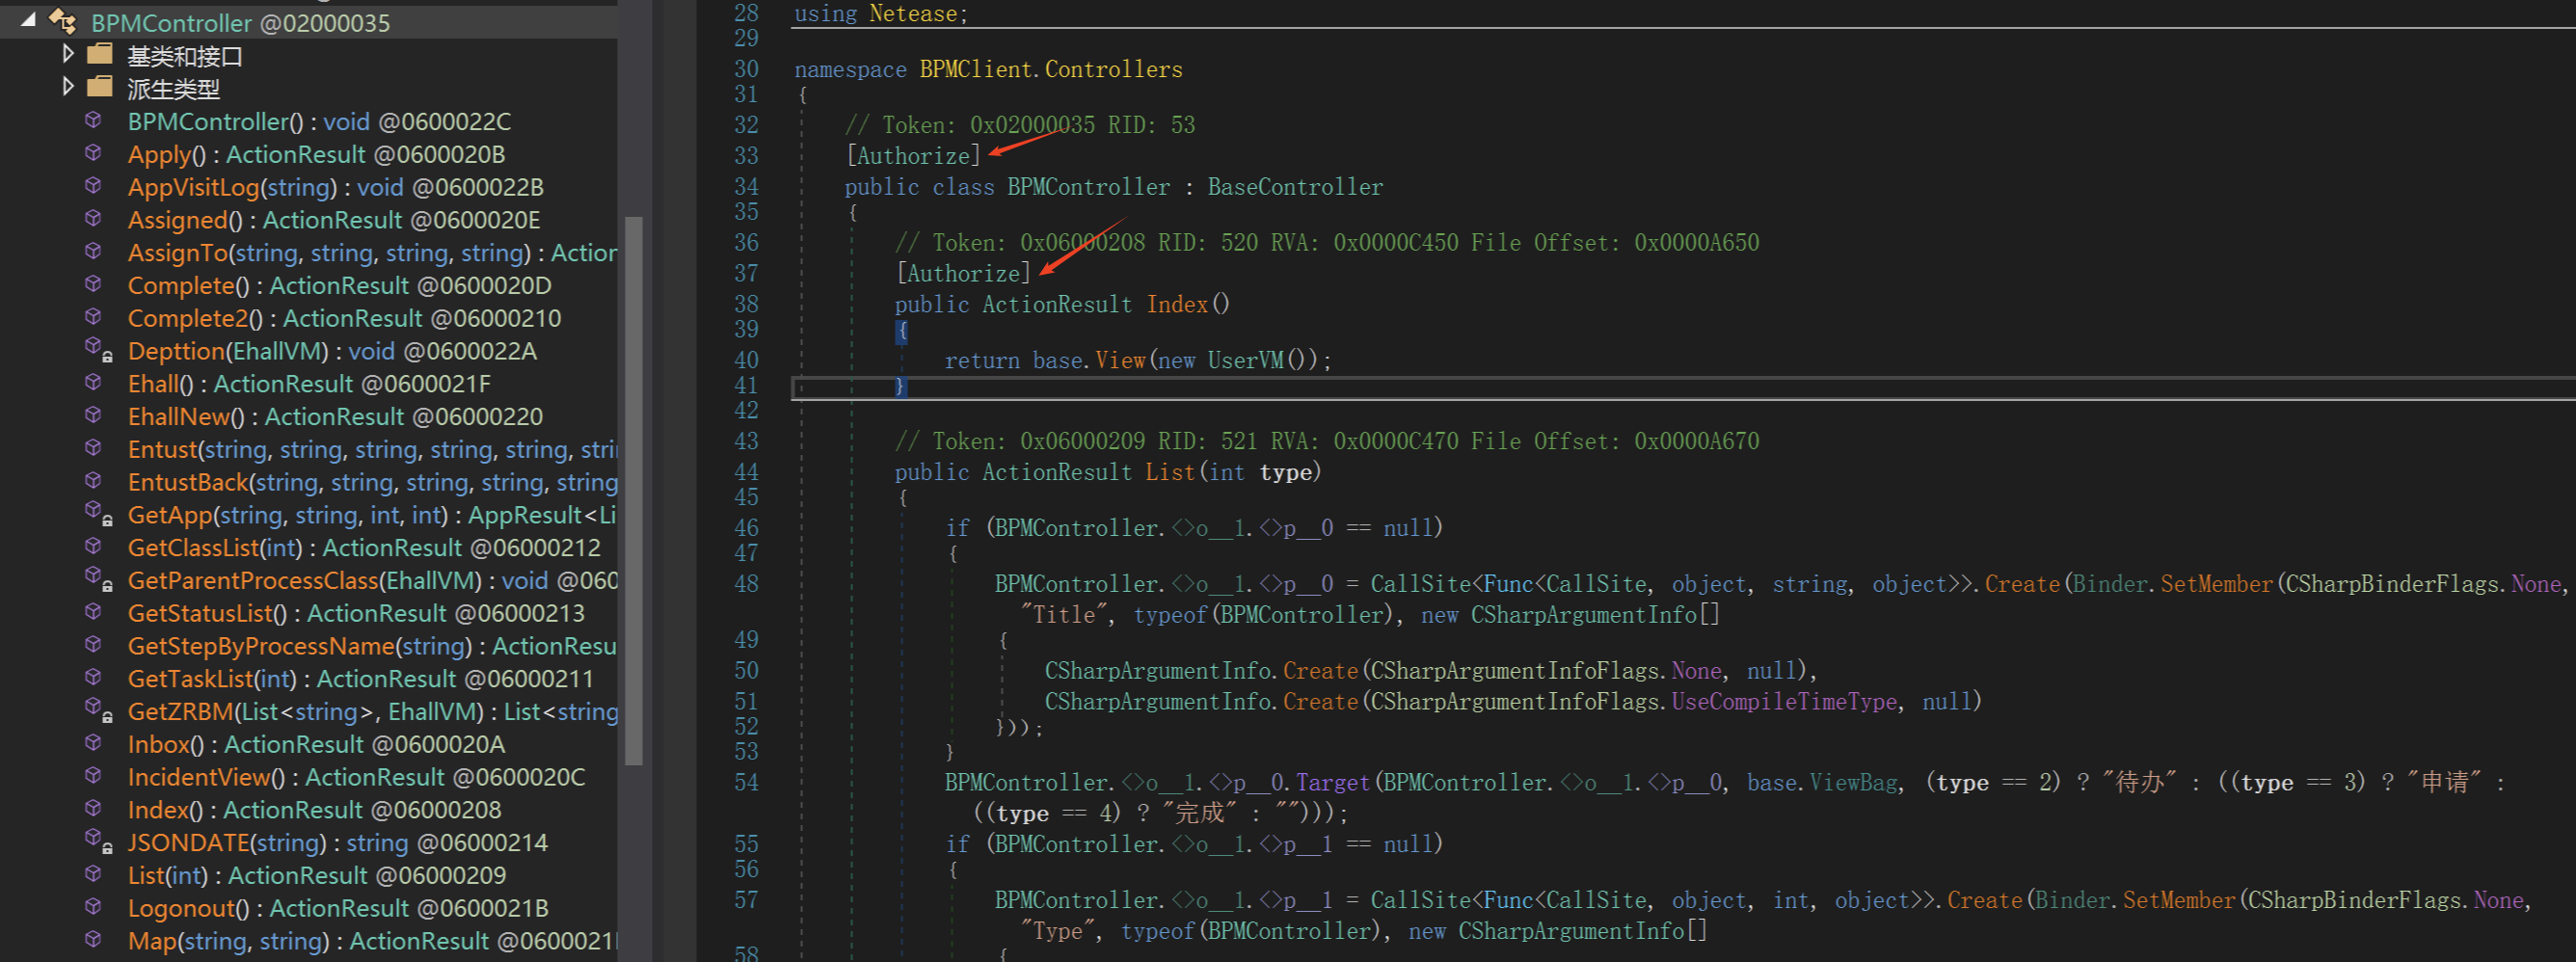 BPMController @02000035
基类和接口
派生类型
BPMController() : void @0600022C
Apply() : ActionResult @0600020B
AppVisitLog(string) : void @0600022B
Assigned() : ActionResult @0600020E
AssignTo(string, string, string, string) : Action
Complete() : ActionResult @0600020D
Complete2() : ActionResult @06000210
Depttion(EhallVM) : void @0600022A
Ehall() : ActionResult @0600021F
EhallNew() : ActionResult @06000220
Entust(string, string, string, string, string, stri
EntustBack(string, string, string, string, string
GetApp(string, string, int, int) : AppResult<Li
GetClassList(int) : ActionResult @06000212
GetParentProcessClass(EhallVM) : void @060
GetStatusList() : ActionResult @06000213
GetStepByProcessName(string) : ActionResu
GetTaskList(int) : ActionResult @06000211
GetZRBM(List<string>, EhallVM) : List<string
Inbox() : ActionResult @0600020A
IncidentView() : ActionResult @0600020C
Index() : ActionResult @06000208
JSONDATE(string) : string @06000214
List(int) : ActionResult @06000209
Logonout() : ActionResult @0600021B
Map(string, string) : ActionResult @0600021
28 using Netease;
29
30 namespace BPMClient.Controllers
31 {
32 // Token: 0x02000035 RID: 53
33 [Authorize]
34 public class BPMController : BaseController
35 {
36 // Token: 0x06000208 RID: 520 RVA: 0x0000C450 File Offset: 0x0000A650
37 [Authorize]
38 public ActionResult Index()
39 {
40 return base.View(new UserVM());
41 }
42
43 // Token: 0x06000209 RID: 521 RVA: 0x0000C470 File Offset: 0x0000A670
44 public ActionResult List(int type)
45 {
46 if (BPMController.<>o__1.<>p__0 == null)
47 {
48 BPMController.<>o__1.<>p__0 = CallSite<Func<CallSite, object, string, object>>.Create(Binder.SetMember(CSharpBinderFlags.None,
"Title", typeof(BPMController), new CSharpArgumentInfo[]
49 {
50 CSharpArgumentInfo.Create(CSharpArgumentInfoFlags.None, null),
51 CSharpArgumentInfo.Create(CSharpArgumentInfoFlags.UseCompileTimeType, null)
52 }));
53 }
54 BPMController.<>o__1.<>p__0.Target(BPMController.<>o__1.<>p__0, base.ViewBag, (type == 2) ? "待办" : ((type == 3) ? "申请" :
((type == 4) ? "完成" : "")));
55 if (BPMController.<>o__1.<>p__1 == null)
56 {
57 BPMController.<>o__1.<>p__1 = CallSite<Func<CallSite, object, int, object>>.Create(Binder.SetMember(CSharpBinderFlags.None,
"Type", typeof(BPMController), new CSharpArgumentInfo[]
58 {